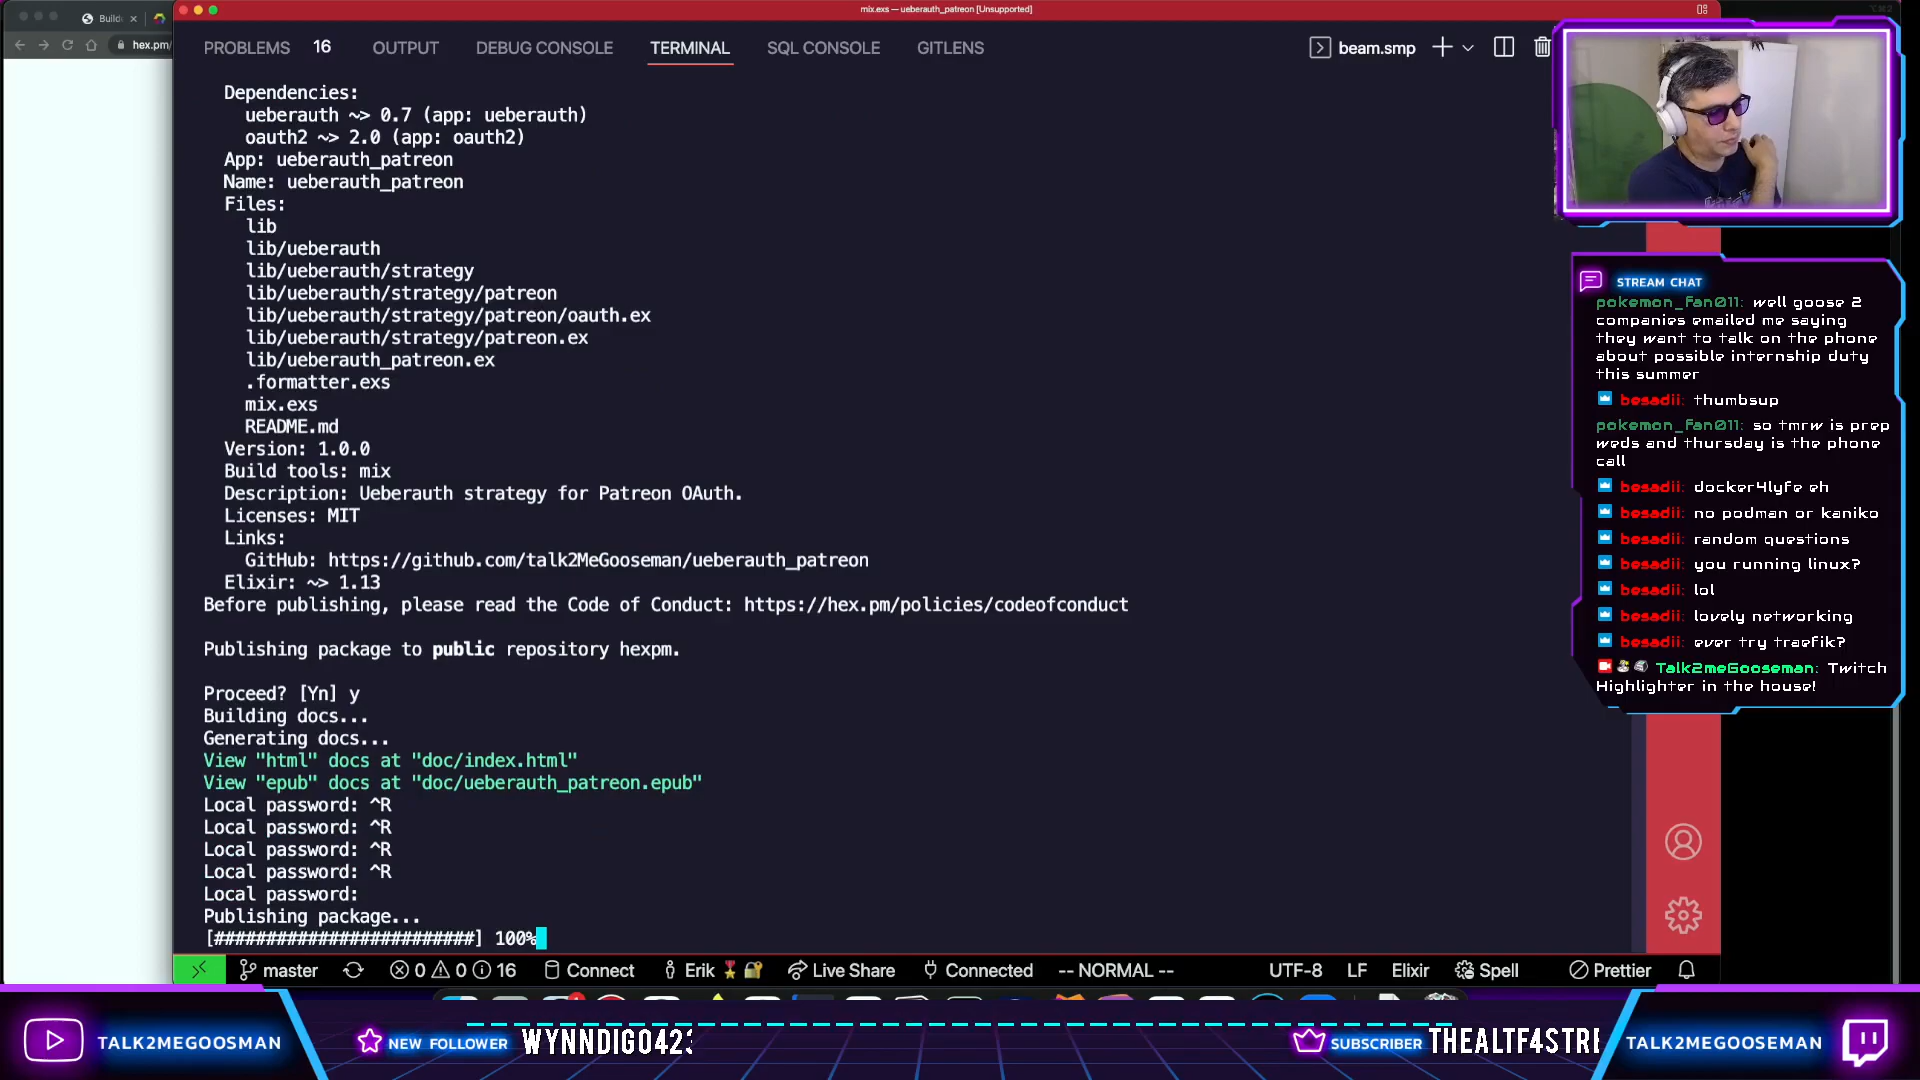 Build
hex.pm/
mix.exs — ueberauth_patreon [Unsupported]
PROBLEMS 16 OUTPUT DEBUG CONSOLE TERMINAL SQL CONSOLE GITLENS
beam.smp
Dependencies:
ueberauth ~> 0.7 (app: ueberauth)
oauth2 ~> 2.0 (app: oauth2)
App: ueberauth_patreon
Name: ueberauth_patreon
Files:
lib
lib/ueberauth
lib/ueberauth/strategy
lib/ueberauth/strategy/patreon
lib/ueberauth/strategy/patreon/oauth.ex
lib/ueberauth/strategy/patreon.ex
lib/ueberauth_patreon.ex
.formatter.exs
mix.exs
README.md
Version: 1.0.0
Build tools: mix
Description: Ueberauth strategy for Patreon OAuth.
Licenses: MIT
Links:
GitHub: https://github.com/talk2MeGooseman/ueberauth_patreon
Elixir: ~> 1.13
Before publishing, please read the Code of Conduct: https://hex.pm/policies/codeofconduct
Publishing package to public repository hexpm.
Proceed? [Yn] y
Building docs...
Generating docs...
View "html" docs at "doc/index.html"
View "epub" docs at "doc/ueberauth_patreon.epub"
Local password: ^R
Local password: ^R
Local password: ^R
Local password: ^R
Local password:
Publishing package...
[#########################] 100%
master 0 0 16 Connect Erik Live Share Connected -- NORMAL -- UTF-8 LF Elixir Spell Prettier
STREAM CHAT
pokemon_fan011: well goose 2
companies emailed me saying
they want to talk on the phone
about possible internship duty
this summer
besadii: thumbsup
pokemon_fan011: so tmrw is prep
weds and thursday is the phone
call
besadii: docker4lyfe eh
besadii: no podman or kaniko
besadii: random questions
besadii: you running linux?
besadii: lol
besadii: lovely networking
besadii: ever try traefik?
Talk2meGooseman: Twitch
Highlighter in the house!
TALK2MEGOOSMAN
NEW FOLLOWER WYNNDIGO423
SUBSCRIBER THEALTF4STRE
TALK2MEGOOSEMAN